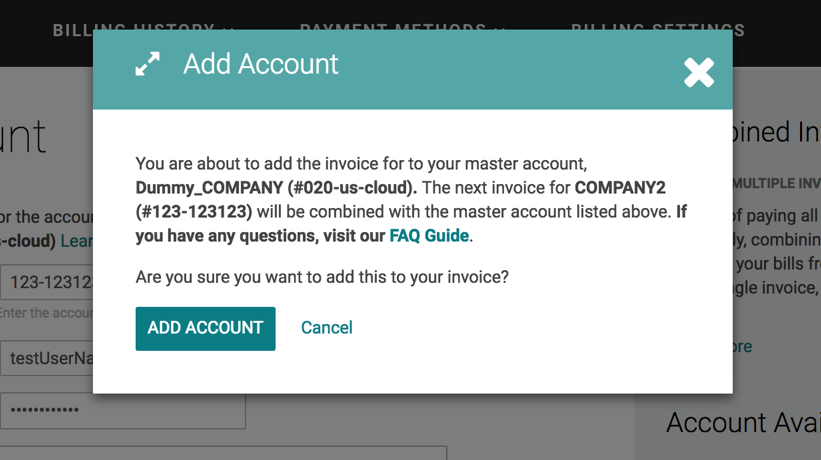 BILLING HISTORY
PAYMENT METHODS
BILLING SETTINGS
Add Account
You are about to add the invoice for to your master account,
Dummy_COMPANY (#020-us-cloud). The next invoice for COMPANY2
(#123-123123) will be combined with the master account listed above. If
you have any questions, visit our FAQ Guide.
Are you sure you want to add this to your invoice?
ADD ACCOUNT
Cancel
or the accou
-cloud) Lear
123-12312
Enter the accoun
testUserNa
bined In
MULTIPLE INV
of paying all
ly, combinin
your bills fr
gle invoice,
ore
Account Avai